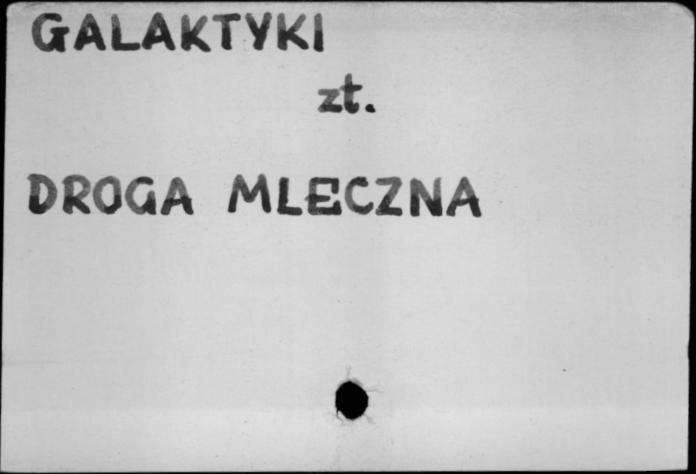 GALAKTYKI
zt.
DROGA MLECZNA